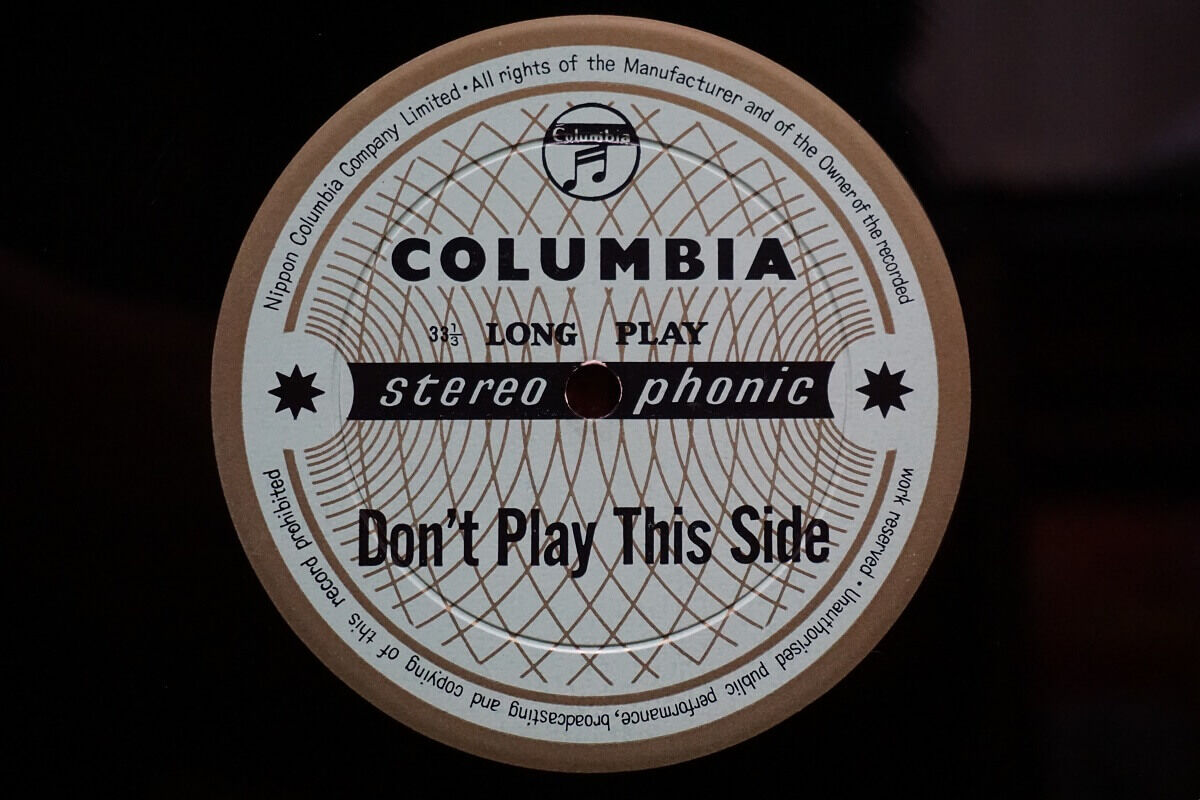 Nippon Columbia Company Limited · All rights of the Manufacturer and of the Owner of the recorded
work reserved · Unauthorised public performance, broadcasting and copying of this record prohibited
Columbia
COLUMBIA
33⅓ LONG PLAY
stereo phonic
Don't Play This Side